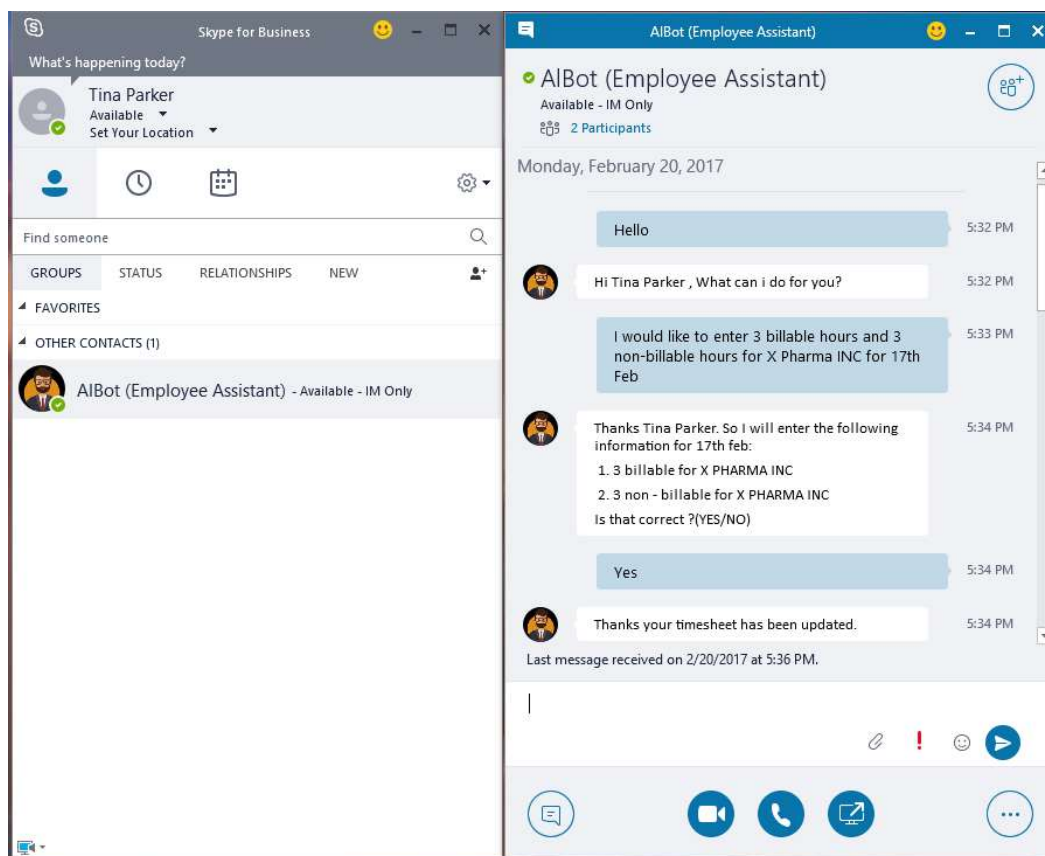 Skype for Business
What's happening today?
Tina Parker
Available
Set Your Location
Find someone
GROUPS STATUS RELATIONSHIPS NEW
FAVORITES
OTHER CONTACTS (1)
AIBot (Employee Assistant) - Available - IM Only
AIBot (Employee Assistant)
AIBot (Employee Assistant)
Available - IM Only
2 Participants
Monday, February 20, 2017
Hello 5:32 PM
Hi Tina Parker , What can i do for you? 5:32 PM
I would like to enter 3 billable hours and 3 5:33 PM
non-billable hours for X Pharma INC for 17th
Feb
Thanks Tina Parker. So I will enter the following 5:34 PM
information for 17th feb:
1. 3 billable for X PHARMA INC
2. 3 non - billable for X PHARMA INC
Is that correct ?(YES/NO)
Yes 5:34 PM
Thanks your timesheet has been updated. 5:34 PM
Last message received on 2/20/2017 at 5:36 PM.